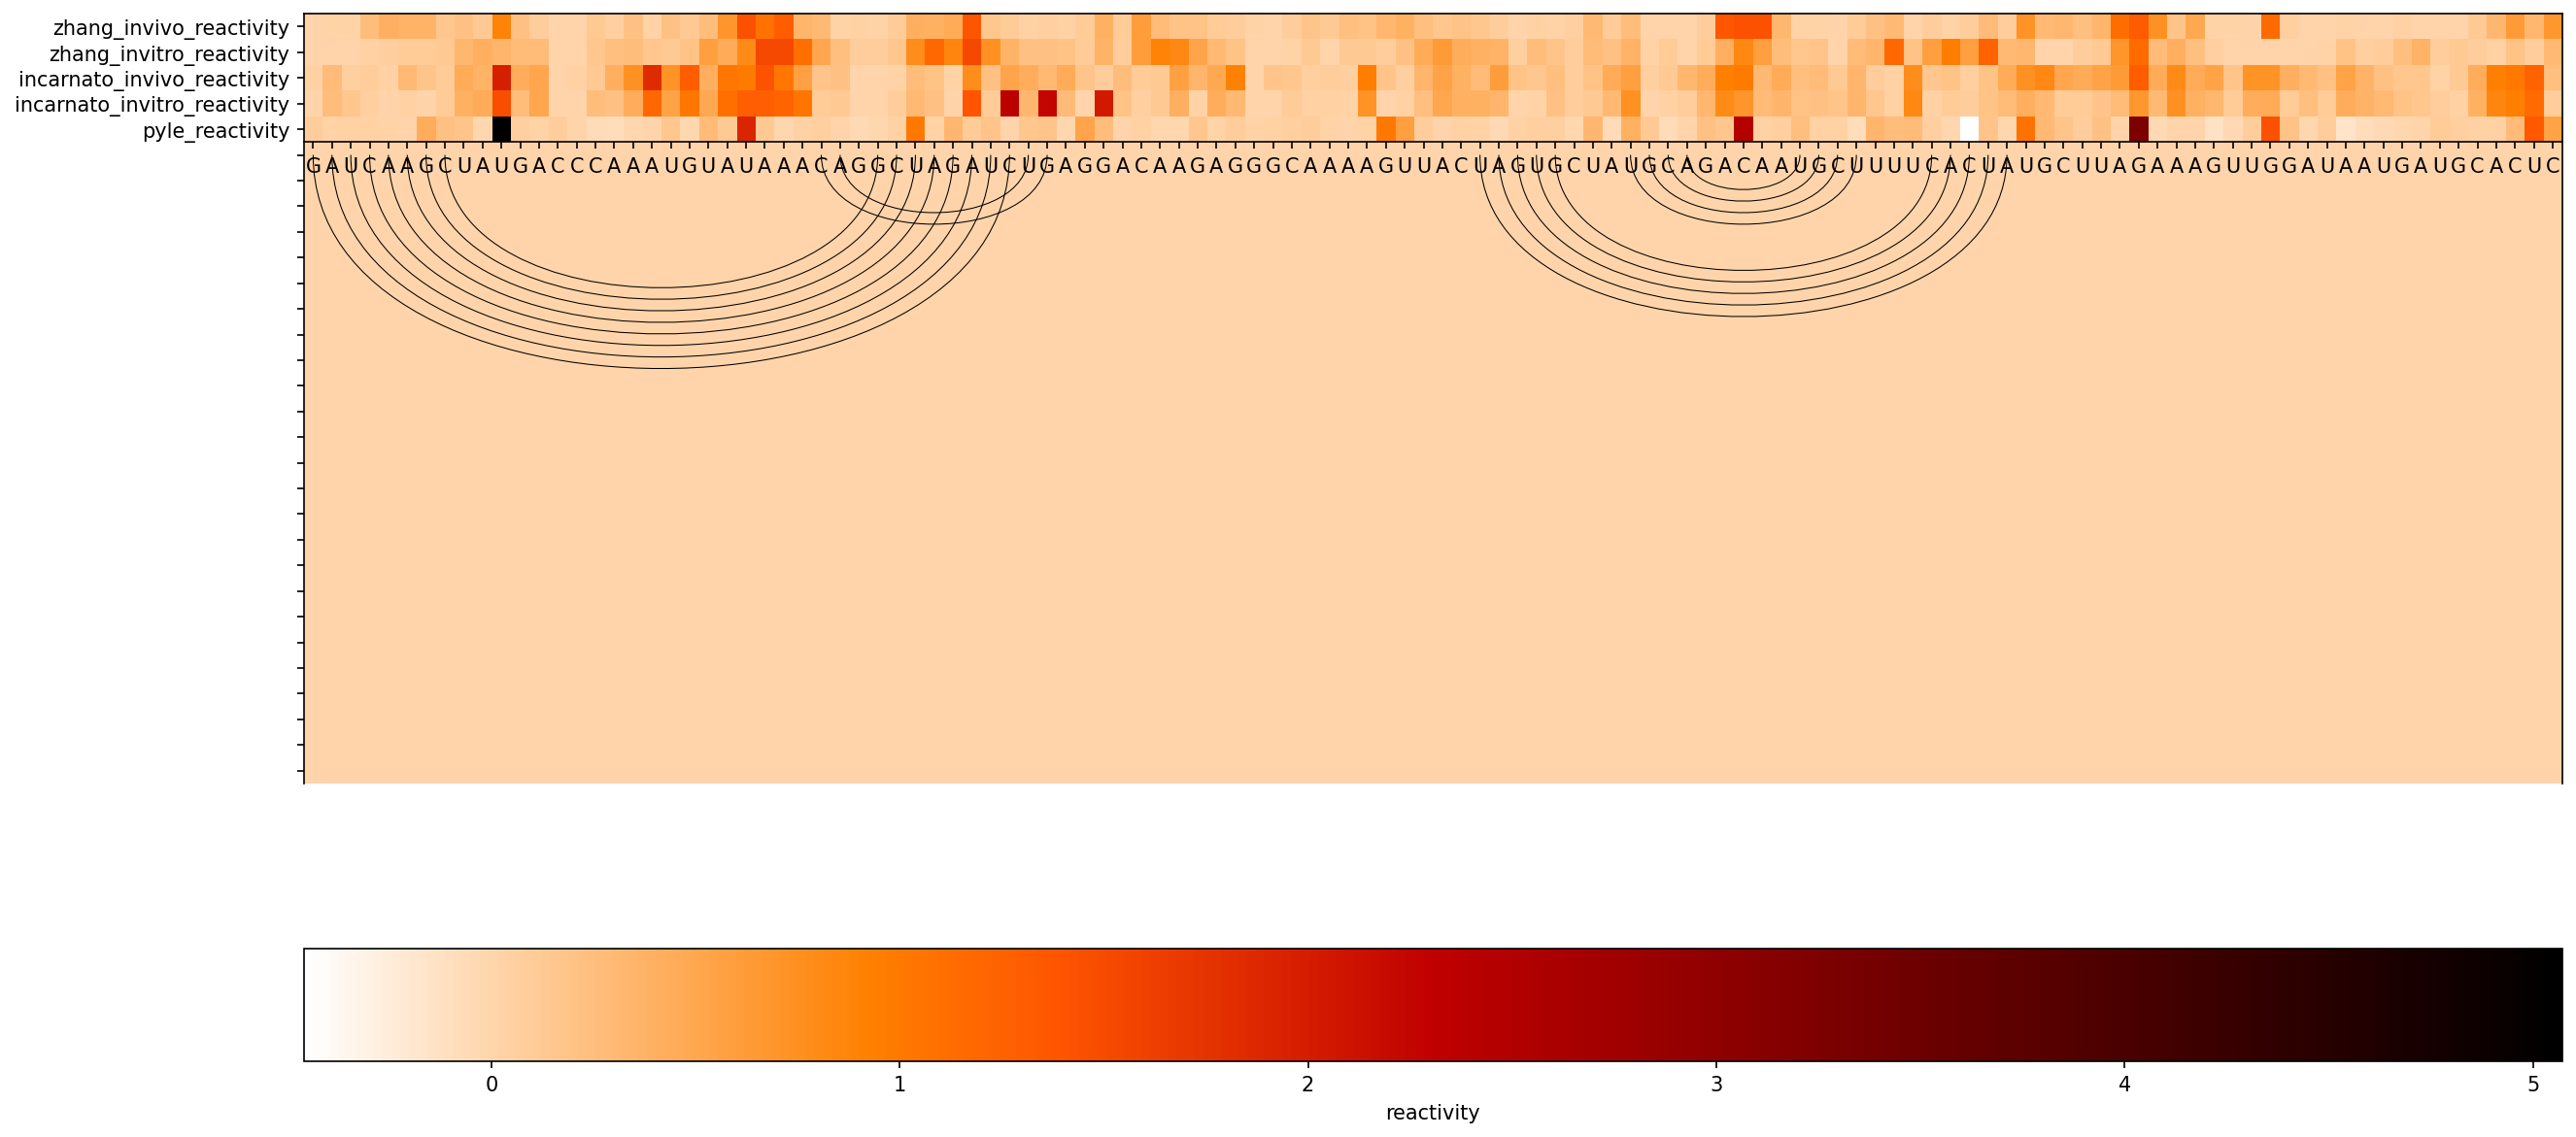 zhang_invivo_reactivity
zhang_invitro_reactivity
incarnato_invivo_reactivity
incarnato_invitro_reactivity
pyle_reactivity
GAUCAAGCUAUGACCCAAAUGUAUAAACAGGCUAGAUCUGAGGACAAGAGGGCAAAAGUUACUAGUGCUAUGCAGACAAUGCUUUUCACUAUGCUUAGAAAGUUGGAUAAUGAUGCACUC
0 1 2 3 4 5
reactivity